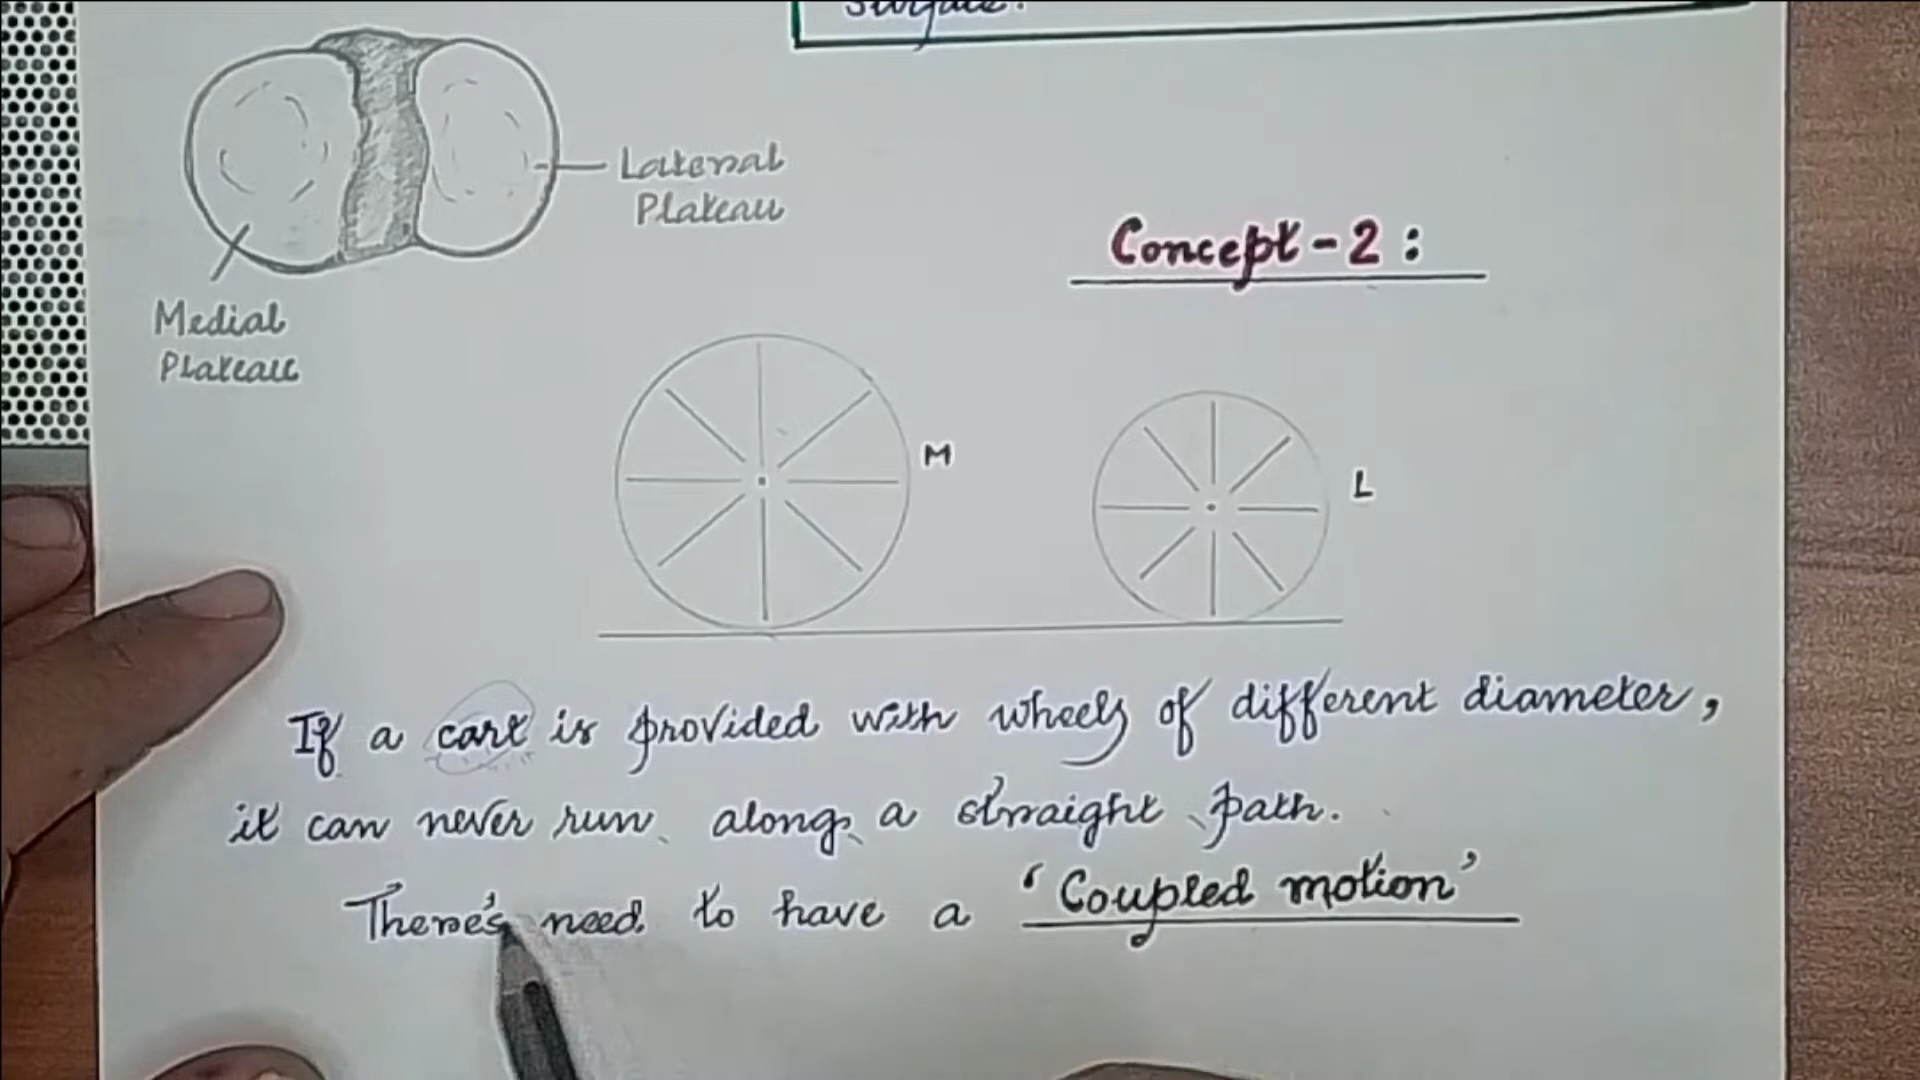 surface.
Lateral
Plateau
Concept - 2 :
Medial
Plateau
M
L
If a cart is provided with wheels of different diameter,
it can never run along a straight path.
There's need to have a 'Coupled motion'